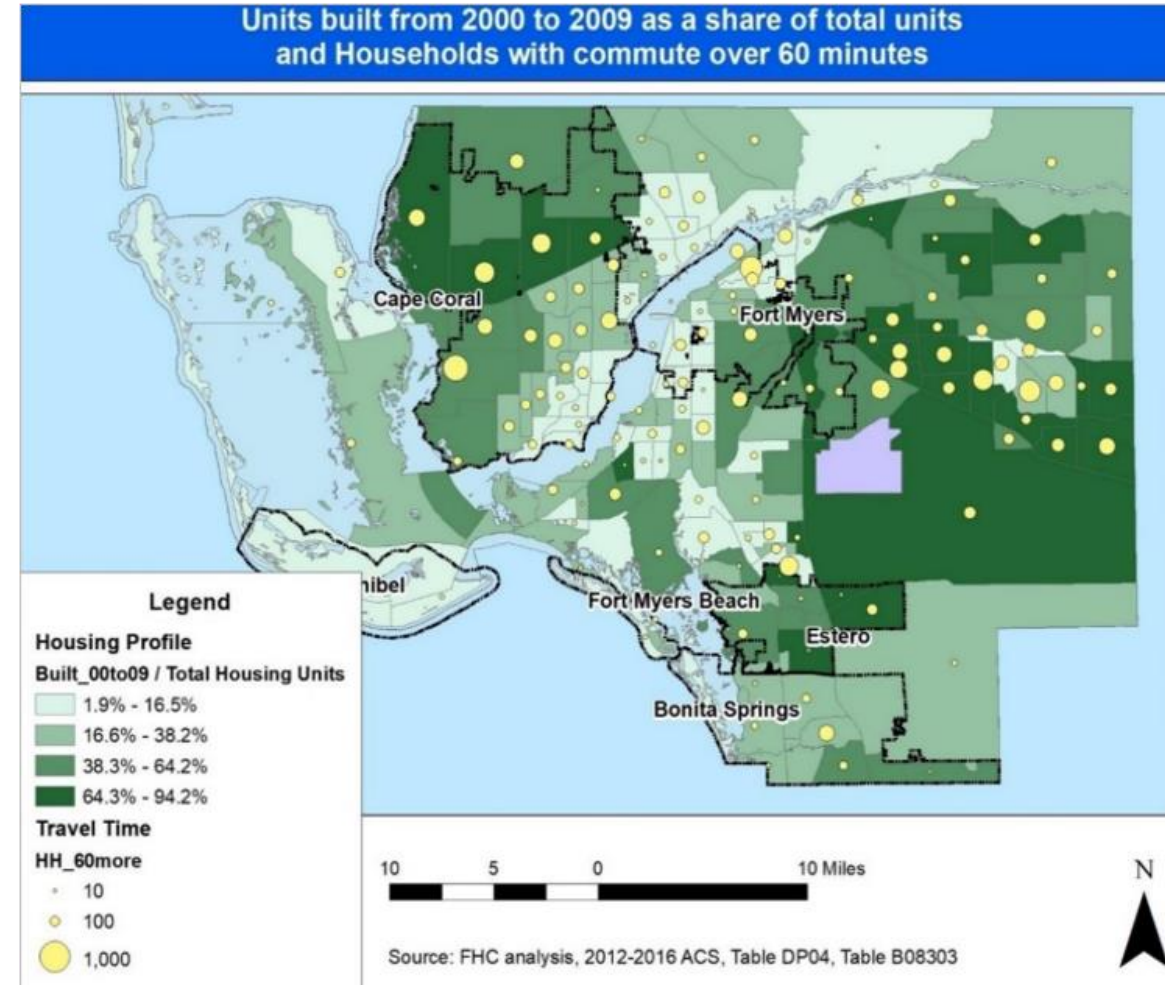 Units built from 2000 to 2009 as a share of total units
and Households with commute over 60 minutes
Cape Coral
Fort Myers
nibel
Fort Myers Beach
Estero
Bonita Springs
Legend
Housing Profile
Built_00to09 / Total Housing Units
1.9% - 16.5%
16.6% - 38.2%
38.3% - 64.2%
64.3% - 94.2%
Travel Time
HH_60more
10
100
1,000
10 5 0 10 Miles
N
Source: FHC analysis, 2012-2016 ACS, Table DP04, Table B08303